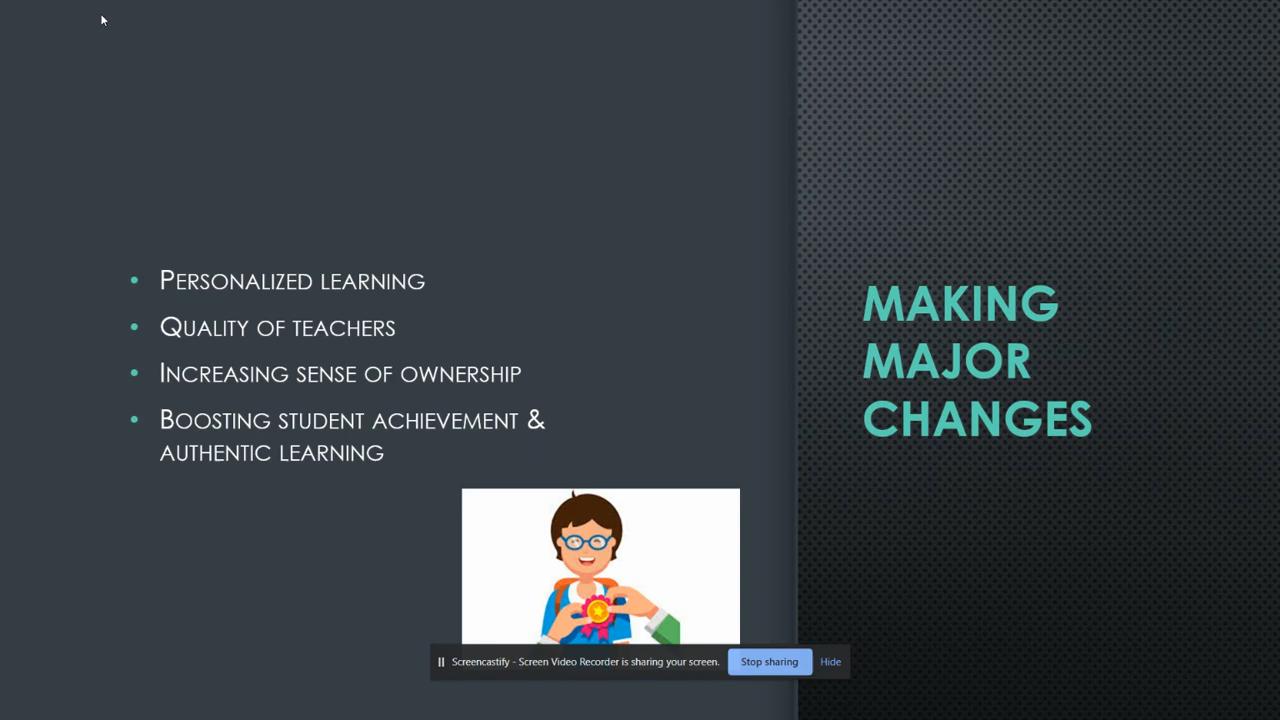 Personalized learning
Quality of teachers
Increasing sense of ownership
Boosting student achievement &
authentic learning
MAKING
MAJOR
CHANGES
Screencastify - Screen Video Recorder is sharing your screen. Stop sharing Hide